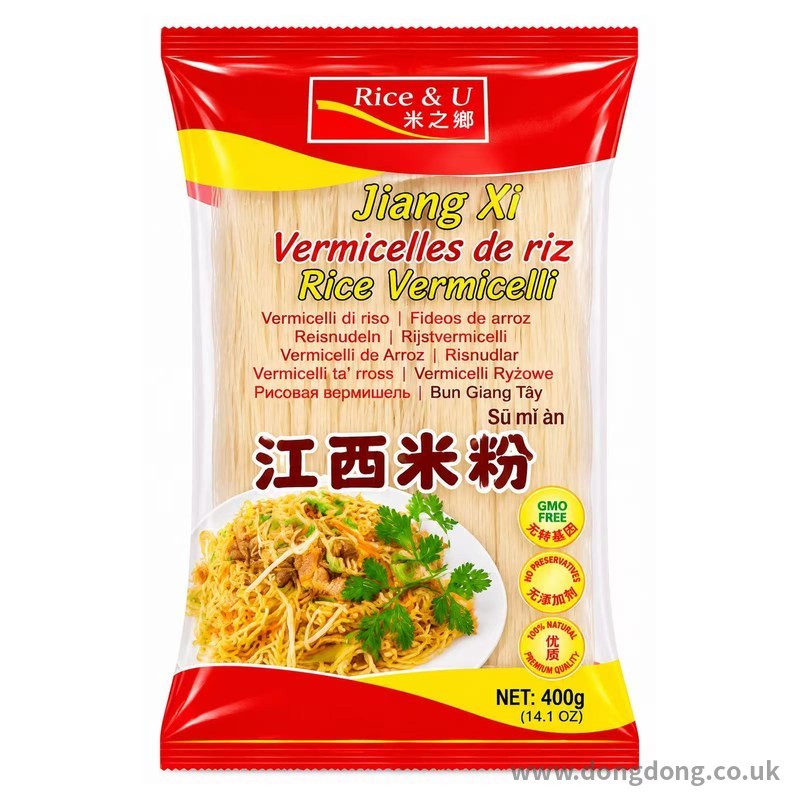 Rice & U
米之鄉
Jiang Xi
Vermicelles de riz
Rice Vermicelli
Vermicelli di riso | Fideos de arroz
Reisnudeln | Rijstvermicelli
Vermicelli de Arroz | Risnudlar
Vermicelli ta' rross | Vermicelli Ryżowe
Рисовая вермишель | Bun Giang Tây
Sū mǐ àn
江西米粉
GMO
FREE
无转基因
NO PRESERVATIVES
无添加剂
100% NATURAL
优
质
PREMIUM QUALITY
NET: 400g
(14.1 OZ)
www.dongdong.co.uk